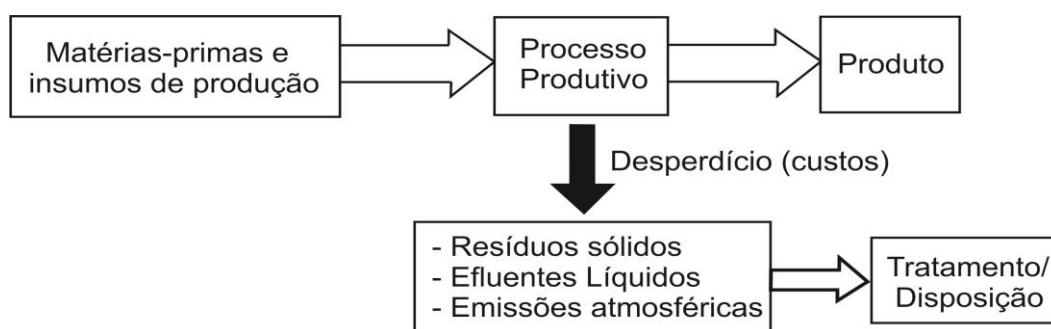 Matérias-primas e
insumos de produção
Processo
Produtivo
Produto
Desperdício (custos)
- Resíduos sólidos
- Efluentes Líquidos
- Emissões atmosféricas
Tratamento/
Disposição